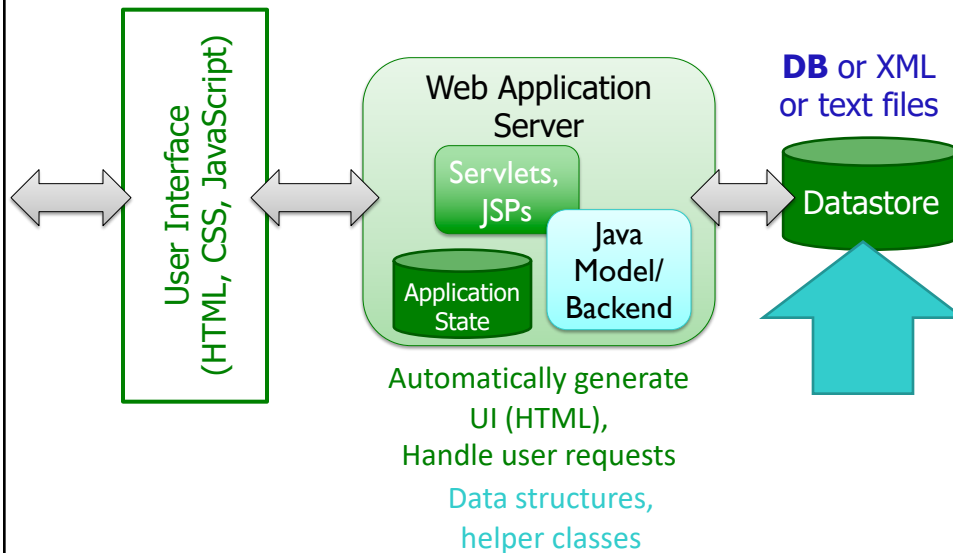 User Interface
(HTML, CSS, JavaScript)
Web Application
Server
Servlets,
JSPs
Java
Model/
Backend
Application
State
DB or XML
or text files
Datastore
Automatically generate
UI (HTML),
Handle user requests
Data structures,
helper classes